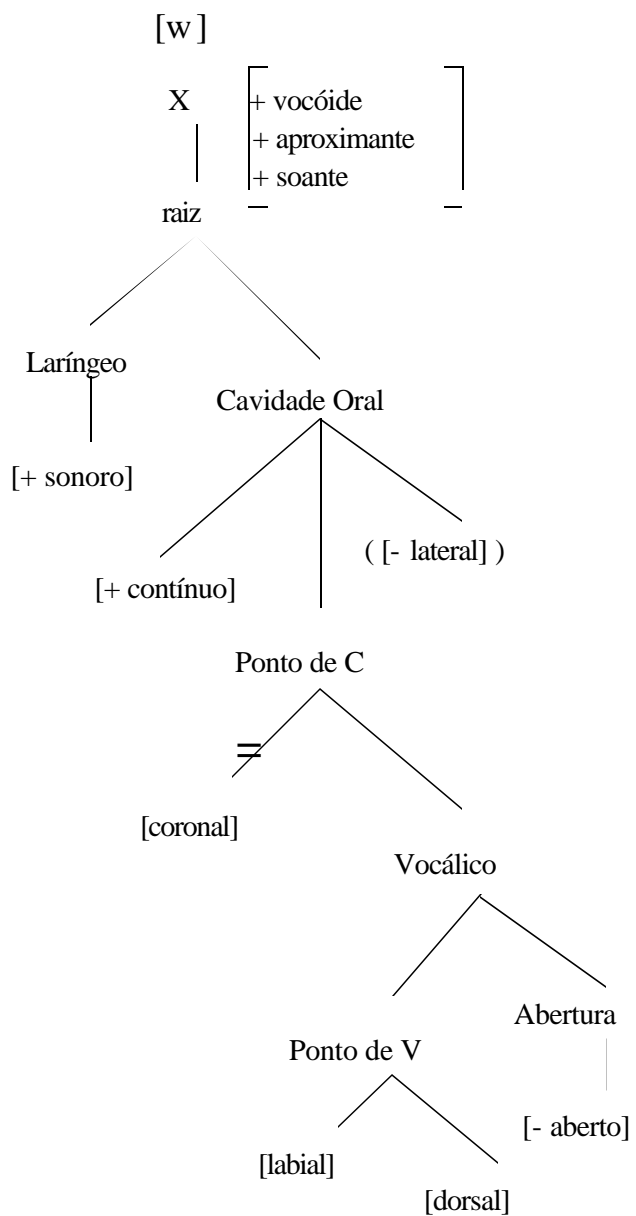 [w]
X + vocóide
+ aproximante
+ soante
raiz
Laríngeo
Cavidade Oral
[+ sonoro]
( [- lateral] )
[+ contínuo]
Ponto de C
=
[coronal]
Vocálico
Abertura
Ponto de V
[- aberto]
[labial]
[dorsal]